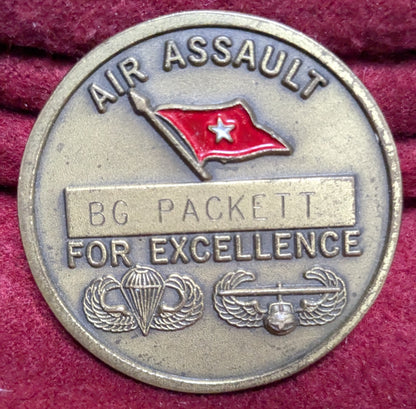 AIR ASSAULT
BG PACKETT
FOR EXCELLENCE